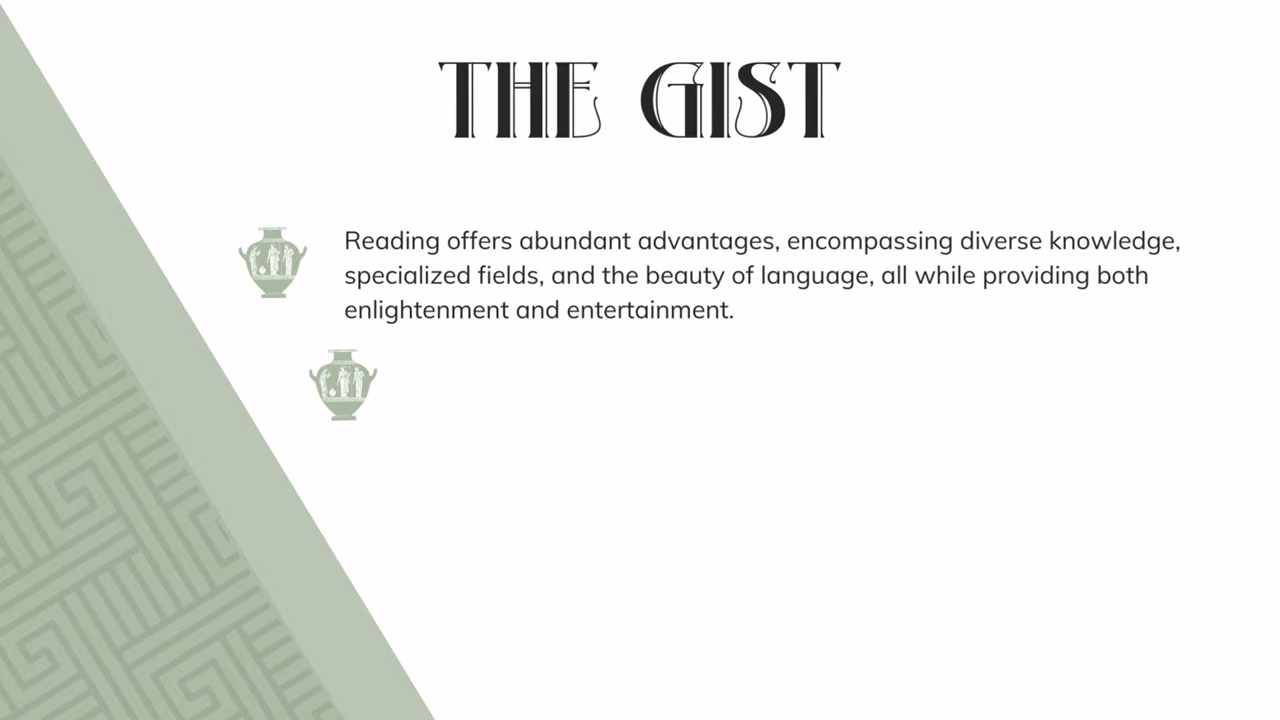 THE GIST
Reading offers abundant advantages, encompassing diverse knowledge,
specialized fields, and the beauty of language, all while providing both
enlightenment and entertainment.